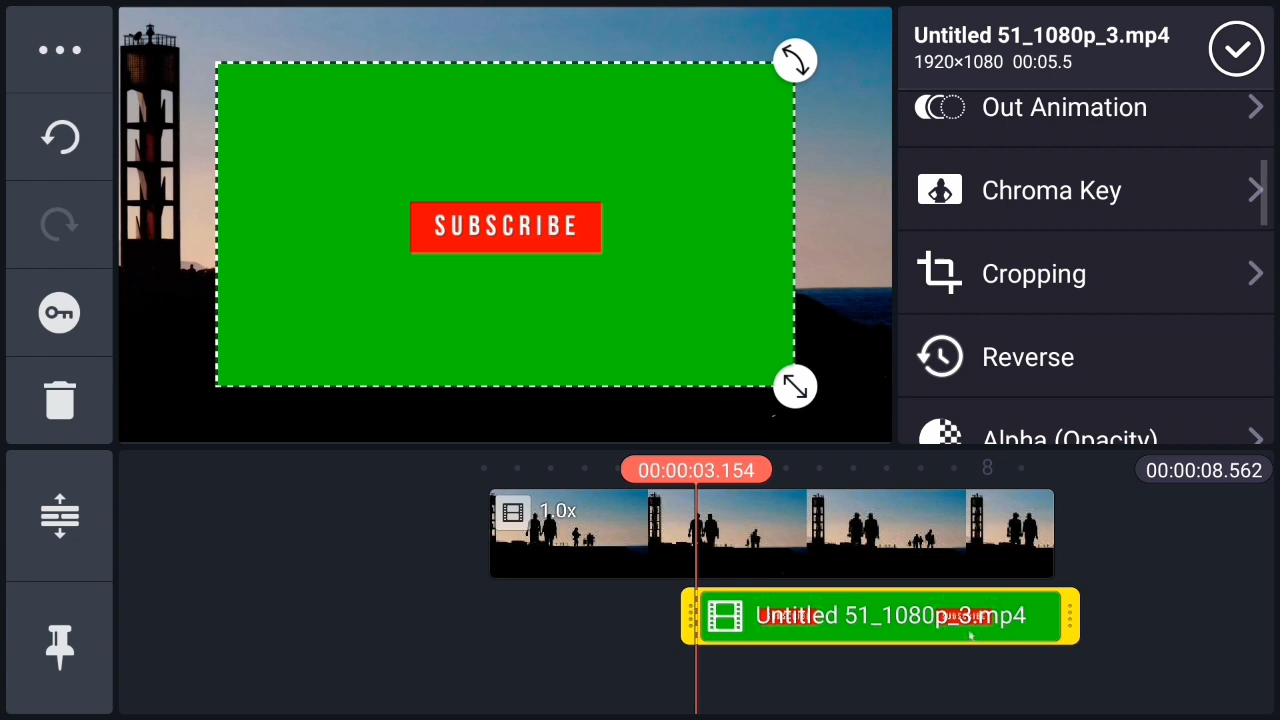 Untitled 51_1080p_3.mp4
1920×1080 00:05.5
Out Animation
Chroma Key
Cropping
Reverse
Alpha (Opacity)
SUBSCRIBE
00:00:03.154
8
00:00:08.562
1.0x
Untitled 51_1080p_3.mp4